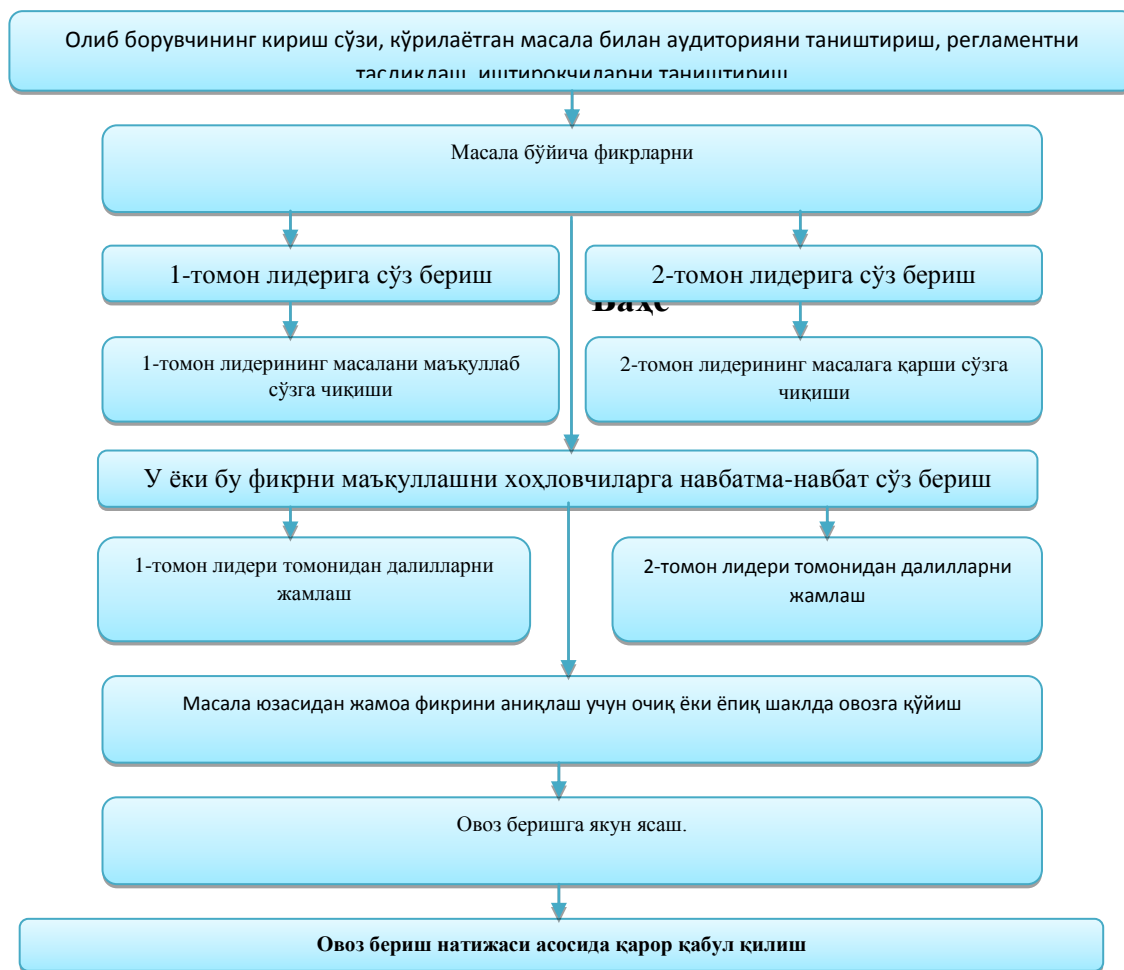 Олиб борувчининг кириш сўзи, кўрилаётган масала билан аудиторияни таништириш, регламентни
тасдиқлаш, иштирокчиларни таништириш
Масала бўйича фикрларни
1-томон лидерига сўз бериш
2-томон лидерига сўз бериш
Баҳс
1-томон лидерининг масалани маъқуллаб
сўзга чиқиши
2-томон лидерининг масалага қарши сўзга
чиқиши
У ёки бу фикрни маъқуллашни хоҳловчиларга навбатма-навбат сўз бериш
1-томон лидери томонидан далилларни
жамлаш
2-томон лидери томонидан далилларни
жамлаш
Масала юзасидан жамоа фикрини аниқлаш учун очиқ ёки ёпиқ шаклда овозга қўйиш
Овоз беришга якун ясаш.
Овоз бериш натижаси асосида қарор қабул қилиш